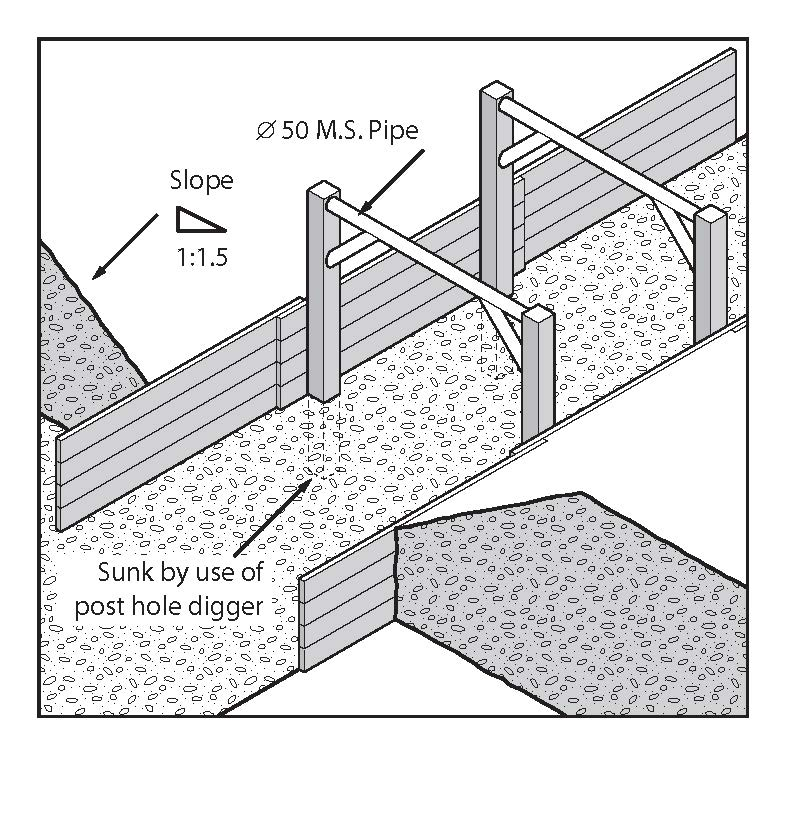 ∅ 50 M.S. Pipe
Slope
1:1.5
Sunk by use of
post hole digger